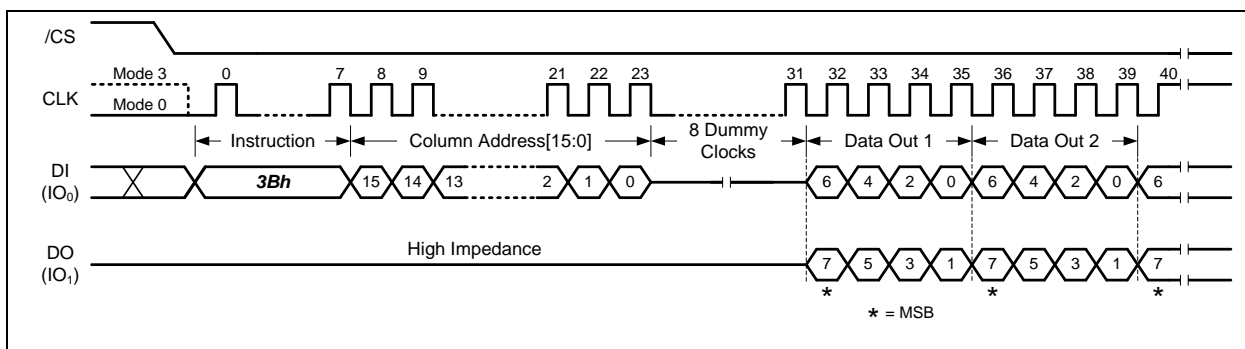 /CS
Mode 3 0 7 8 9 21 22 23 31 32 33 34 35 36 37 38 39 40
CLK Mode 0
Instruction Column Address[15:0] 8 Dummy Clocks Data Out 1 Data Out 2
DI
(IO0) 3Bh 15 14 13 2 1 0 6 4 2 0 6 4 2 0 6
DO
(IO1) High Impedance 7 5 3 1 7 5 3 1 7
* * *
* = MSB